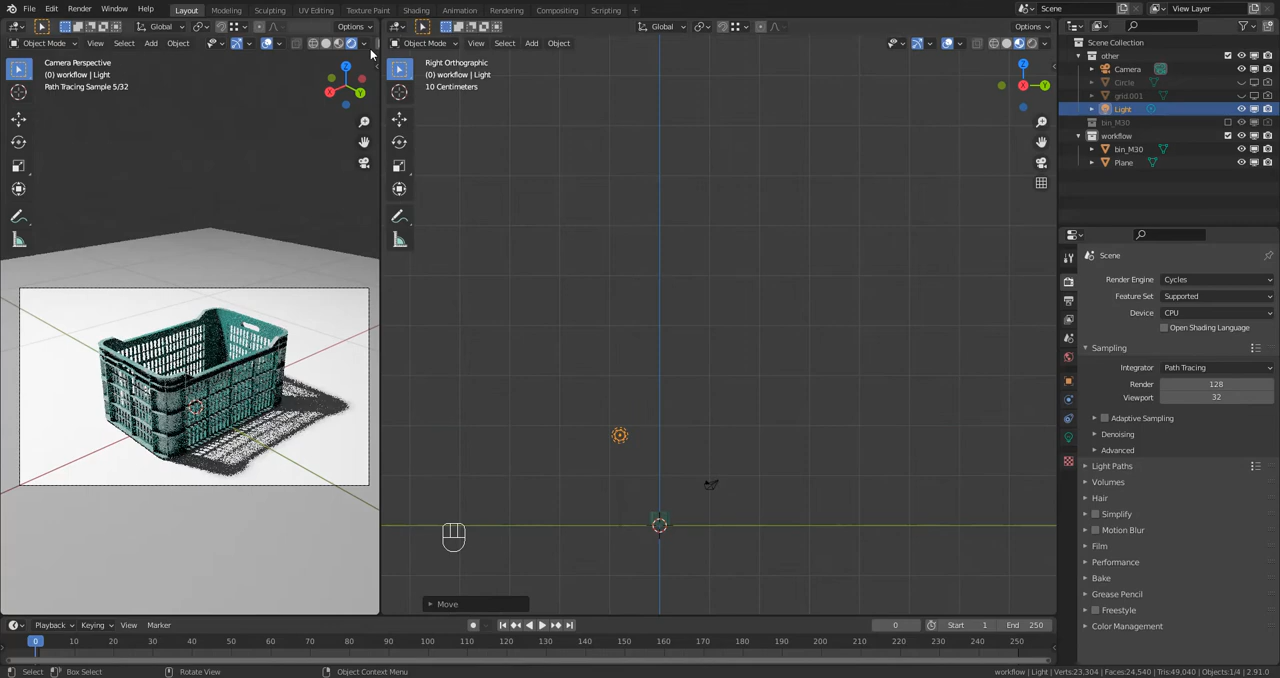 File Edit Render Window Help Layout Modeling Sculpting UV Editing Texture Paint Shading Animation Rendering Compositing Scripting + Scene View Layer
Global Options Global Options
Object Mode View Select Add Object Object Mode View Select Add Object Scene Collection
other
Camera Perspective Right Orthographic
Camera
(0) workflow | Light (0) workflow | Light
Circle
Path Tracing Sample 5/32 10 Centimeters
grid.001
Light
bin_M30
workflow
bin_M30
Plane
Z X Y
Z X Y
Scene
Render Engine Cycles
Feature Set Supported
Device CPU
Open Shading Language
Sampling
Integrator Path Tracing
Render 128
Viewport 32
Adaptive Sampling
Denoising
Advanced
Light Paths
Volumes
Hair
Simplify
Motion Blur
Film
Performance
Bake
Grease Pencil
Freestyle
Color Management
Move
Playback Keying View Marker 0 Start 1 End 250
0 10 20 30 40 50 60 70 80 90 100 110 120 130 140 150 160 170 180 190 200 210 220 230 240 250
Select Box Select Rotate View Object Context Menu workflow | Light | Verts:23,304 | Faces:24,540 | Tris:49,040 | Objects:1/4 | 2.91.0